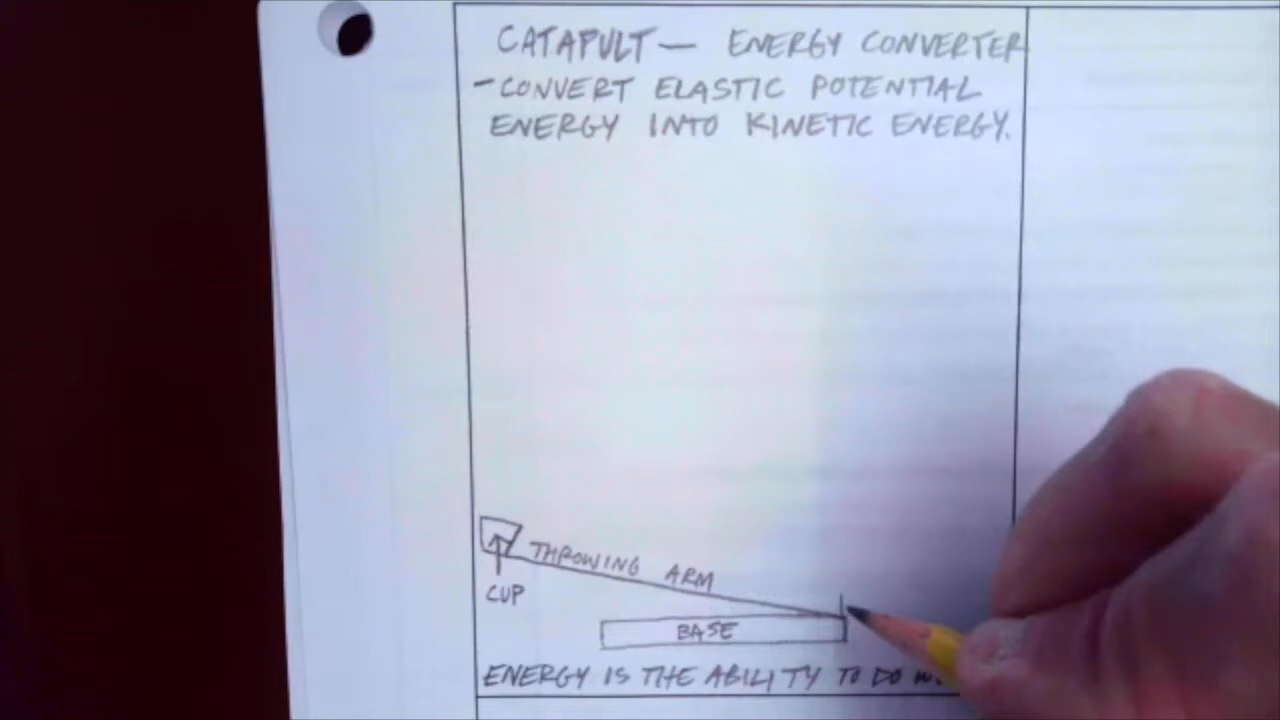 CATAPULT — ENERGY CONVERTER
- CONVERT ELASTIC POTENTIAL
ENERGY INTO KINETIC ENERGY.
THROWING ARM
CUP
BASE
ENERGY IS THE ABILITY TO DO